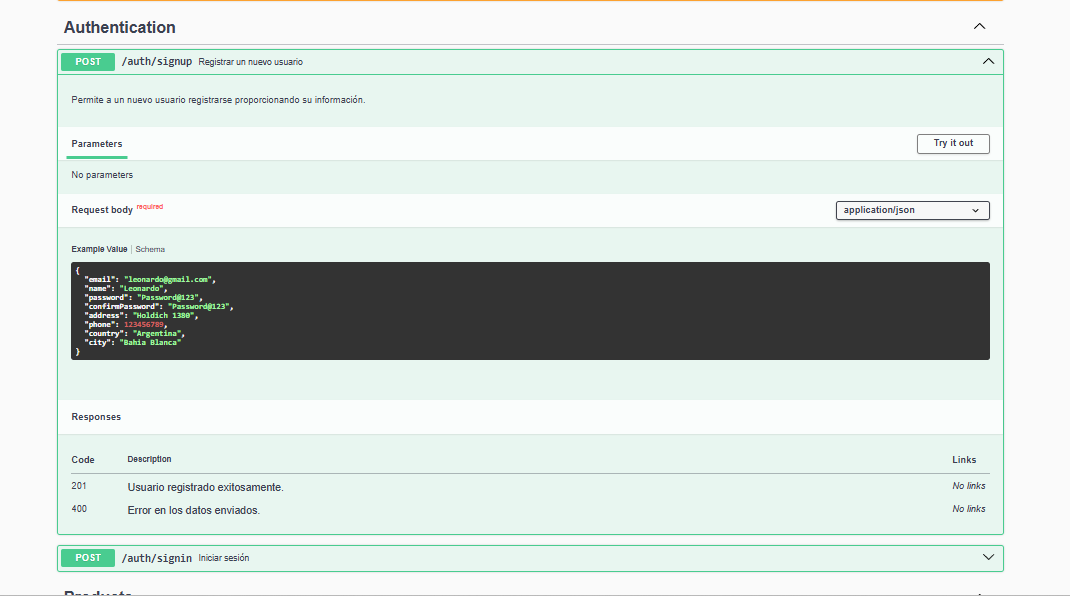 Authentication
POST /auth/signup Registrar un nuevo usuario
Permite a un nuevo usuario registrarse proporcionando su información.
Parameters
Try it out
No parameters
Request body required
application/json
Example Value | Schema
{
"email": "leonardo@gmail.com",
"name": "Leonardo",
"password": "Password@123",
"confirmPassword": "Password@123",
"address": "Holdich 1380",
"phone": 123456789,
"country": "Argentina",
"city": "Bahia Blanca"
}
Responses
Code Description Links
201 Usuario registrado exitosamente. No links
400 Error en los datos enviados. No links
POST /auth/signin Iniciar sesión
Products